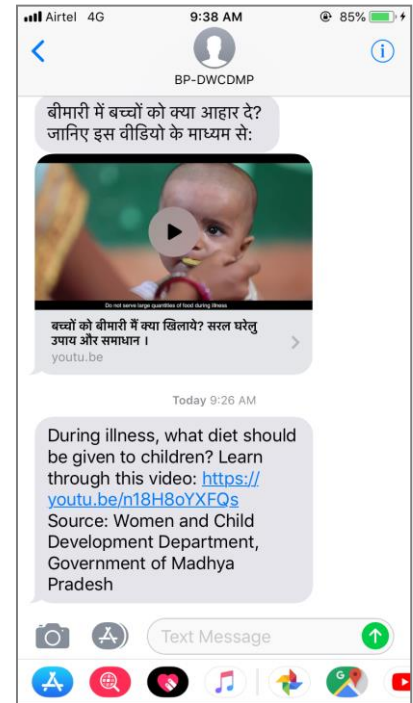 Airtel 4G 9:38 AM 85%
BP-DWCDMP
बीमारी में बच्चों को क्या आहार दे?
जानिए इस वीडियो के माध्यम से:
Do not serve large quantities of food during illness
बच्चों को बीमारी मैं क्या खिलाये? सरल घरेलु
उपाय और समाधान ।
youtu.be
Today 9:26 AM
During illness, what diet should
be given to children? Learn
through this video: https://
youtu.be/n18H8oYXFQs
Source: Women and Child
Development Department,
Government of Madhya
Pradesh
Text Message